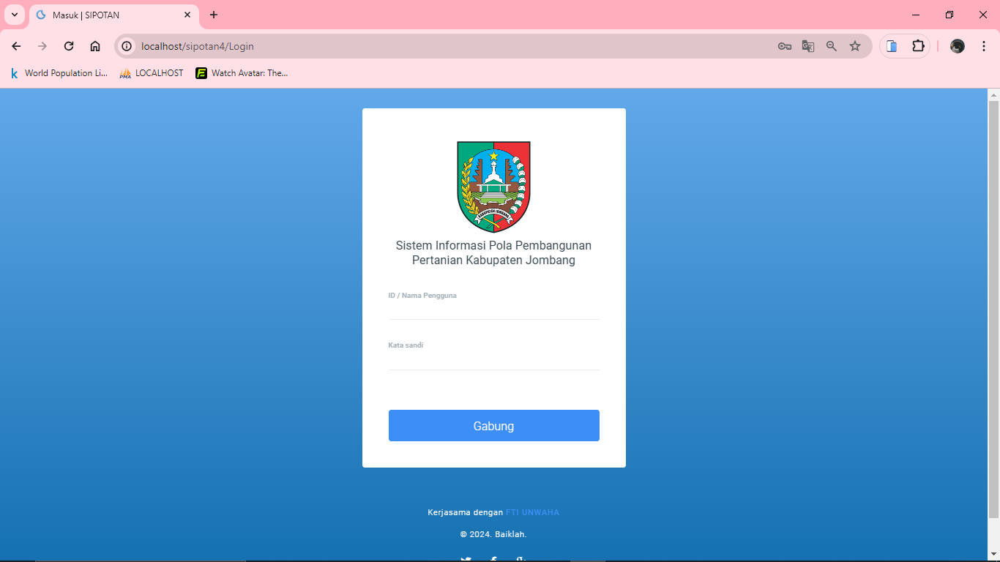 Masuk | SIPOTAN
localhost/sipotan4/Login
World Population Li...
LOCALHOST
Watch Avatar: The...
KABUPATEN JOMBANG
Sistem Informasi Pola Pembangunan
Pertanian Kabupaten Jombang
ID / Nama Pengguna
Kata sandi
Gabung
Kerjasama dengan FTI UNWAHA
© 2024. Baiklah.